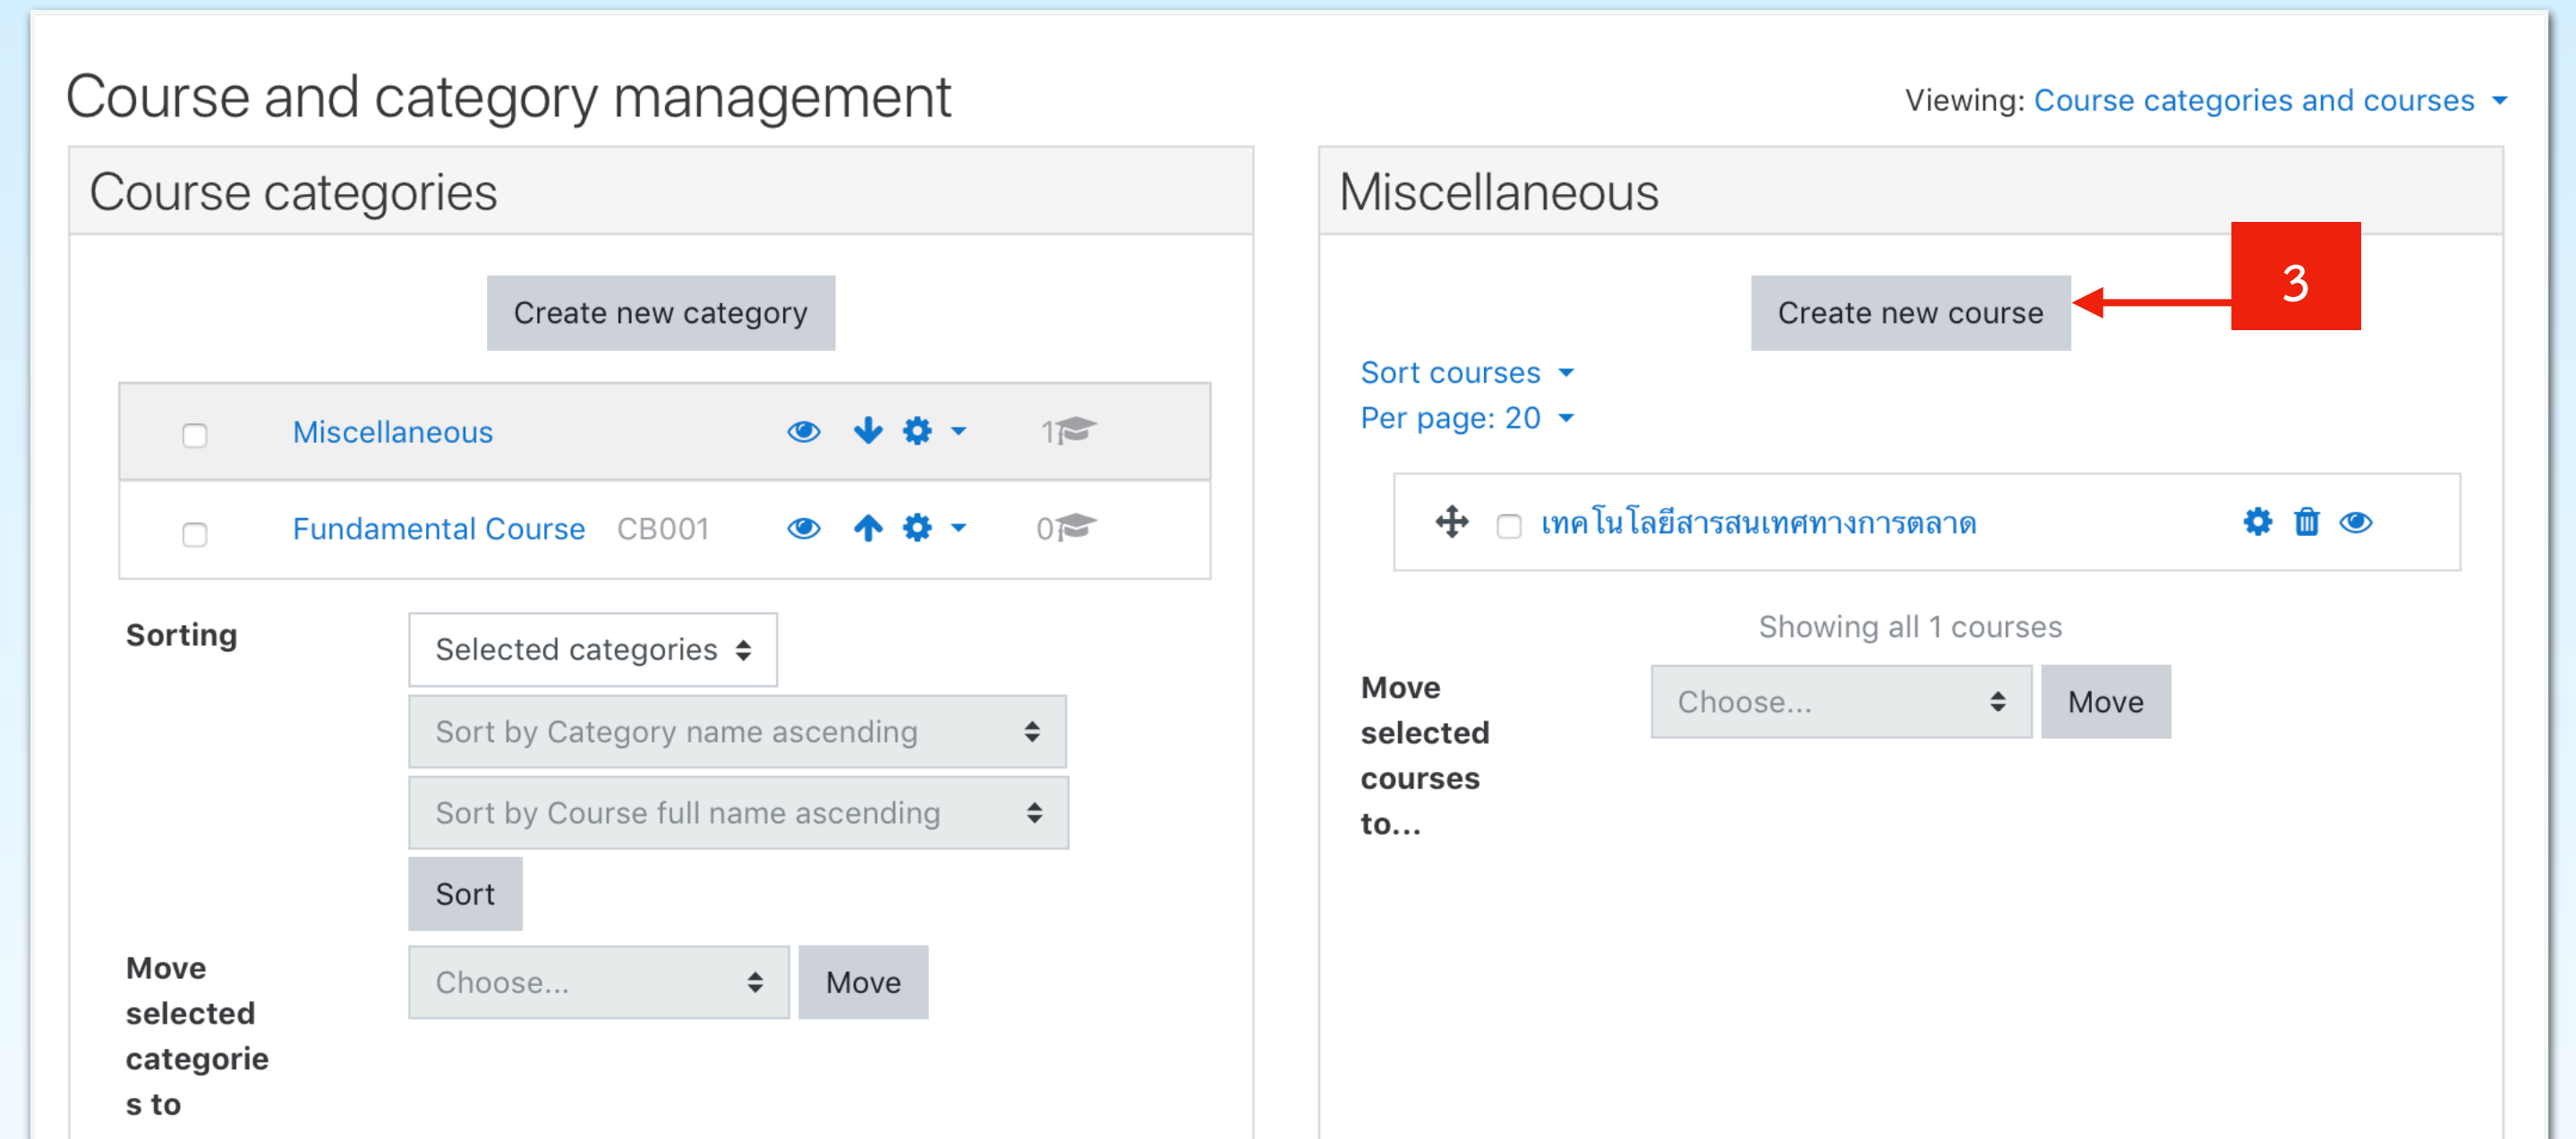 Course and category management
Viewing: Course categories and courses
Course categories
Create new category
Miscellaneous
1
Fundamental Course CB001
0
Sorting
Selected categories
Sort by Category name ascending
Sort by Course full name ascending
Sort
Move
selected
categorie
s to
Choose...
Move
Miscellaneous
Create new course
3
Sort courses
Per page: 20
เทคโนโลยีสารสนเทศทางการตลาด
Showing all 1 courses
Move
selected
courses
to...
Choose...
Move